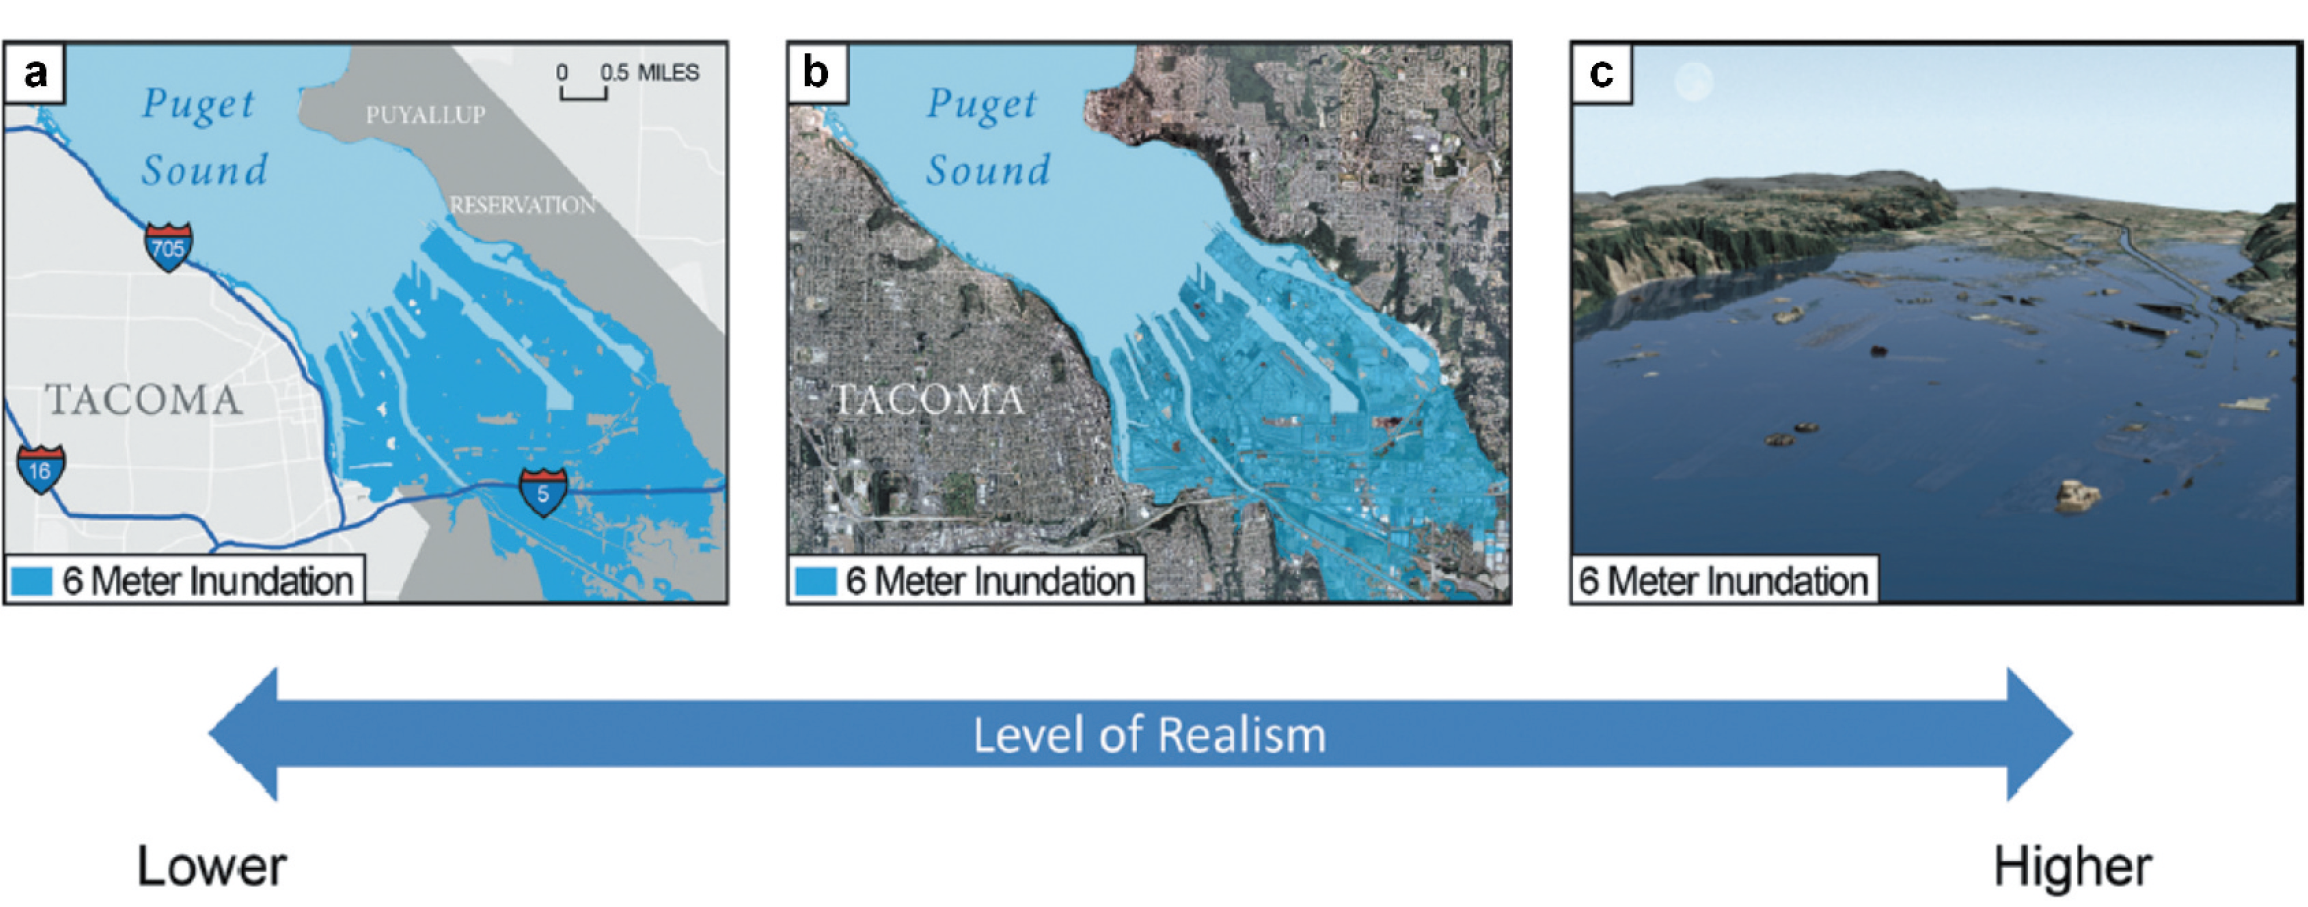 a
0 0.5 MILES
Puget
Sound
PUYALLUP
RESERVATION
705
TACOMA
16
5
6 Meter Inundation
b
Puget
Sound
TACOMA
6 Meter Inundation
c
6 Meter Inundation
Level of Realism
Lower
Higher